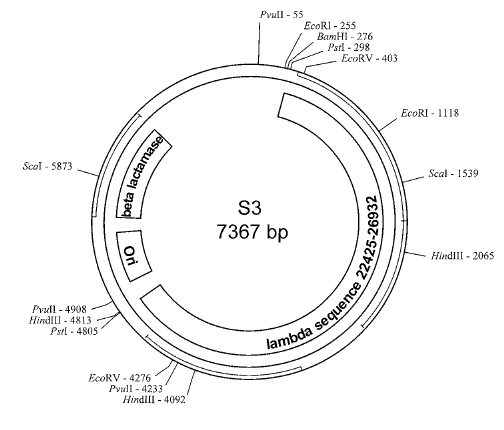 PvuII - 55
EcoRI - 255
BamHI - 276
PstI - 298
EcoRV - 403
EcoRI - 1118
ScaI - 1539
HindIII - 2065
HindIII - 4092
PvuII - 4233
EcoRV - 4276
PstI - 4805
HindIII - 4813
PvuII - 4908
ScaI - 5873
beta lactamase
Ori
S3
7367 bp
lambda sequence 22425-26932